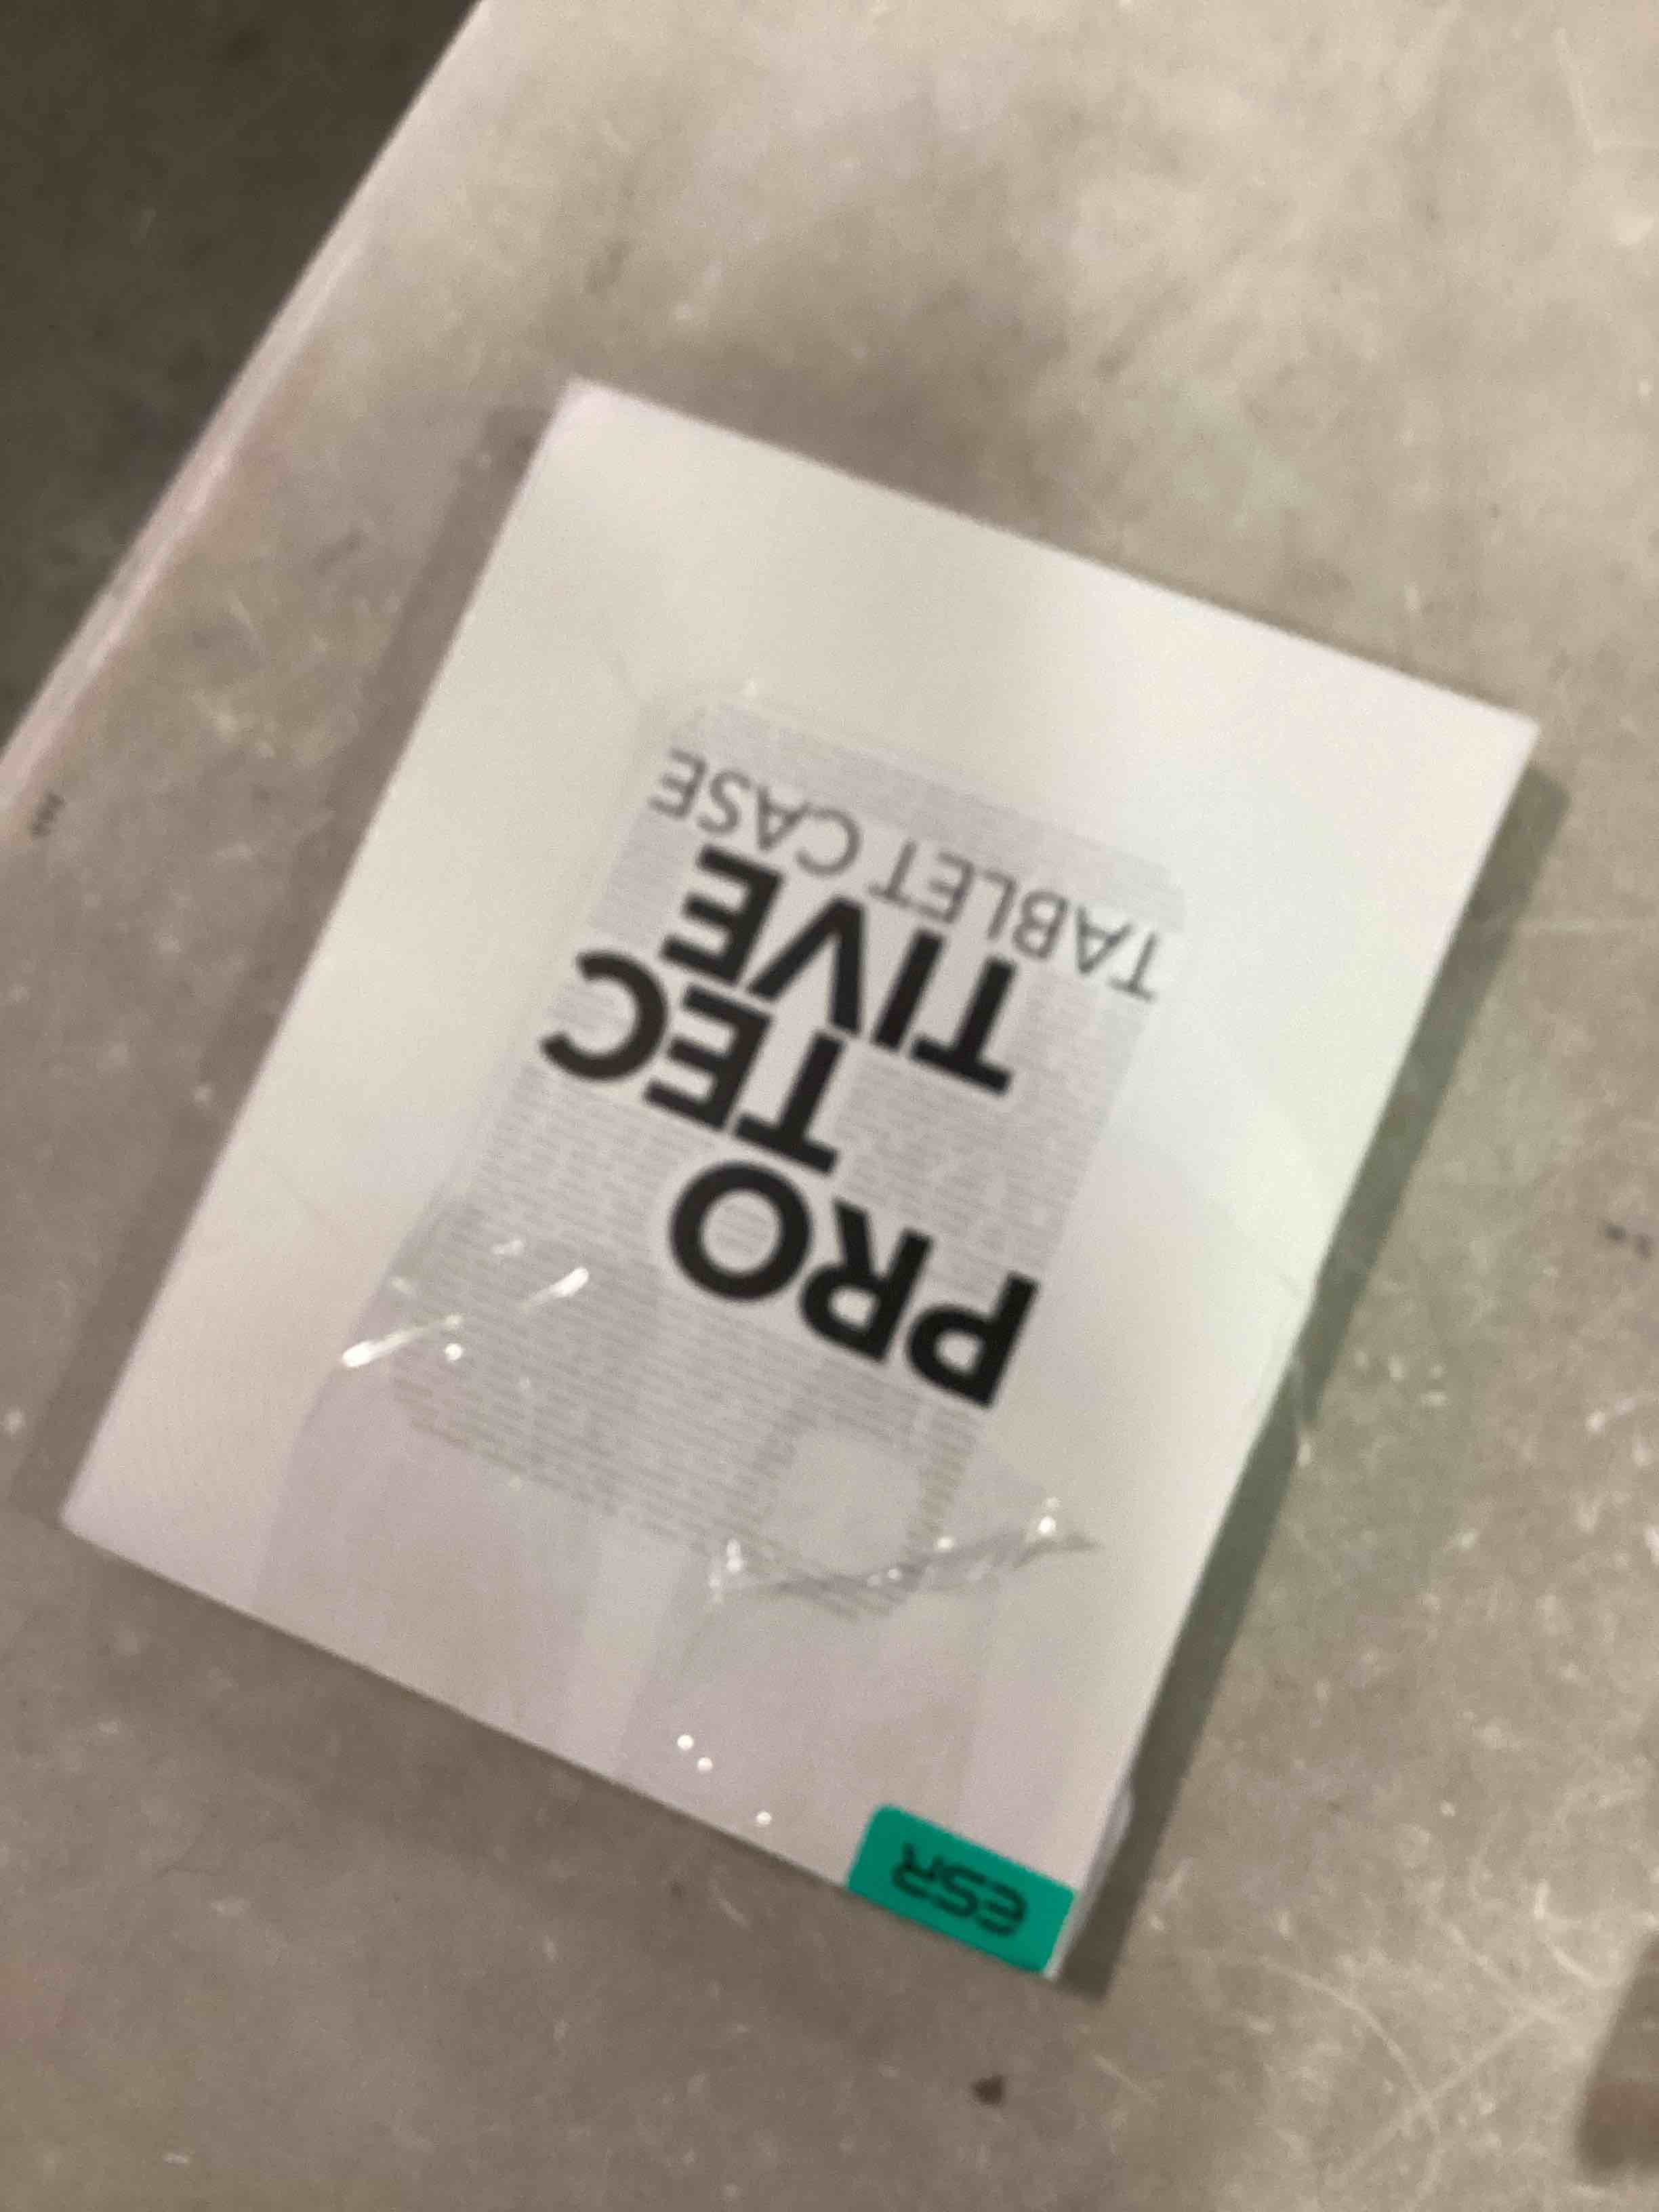 ESR
PRO
TEC
TIVE
TABLET CASE